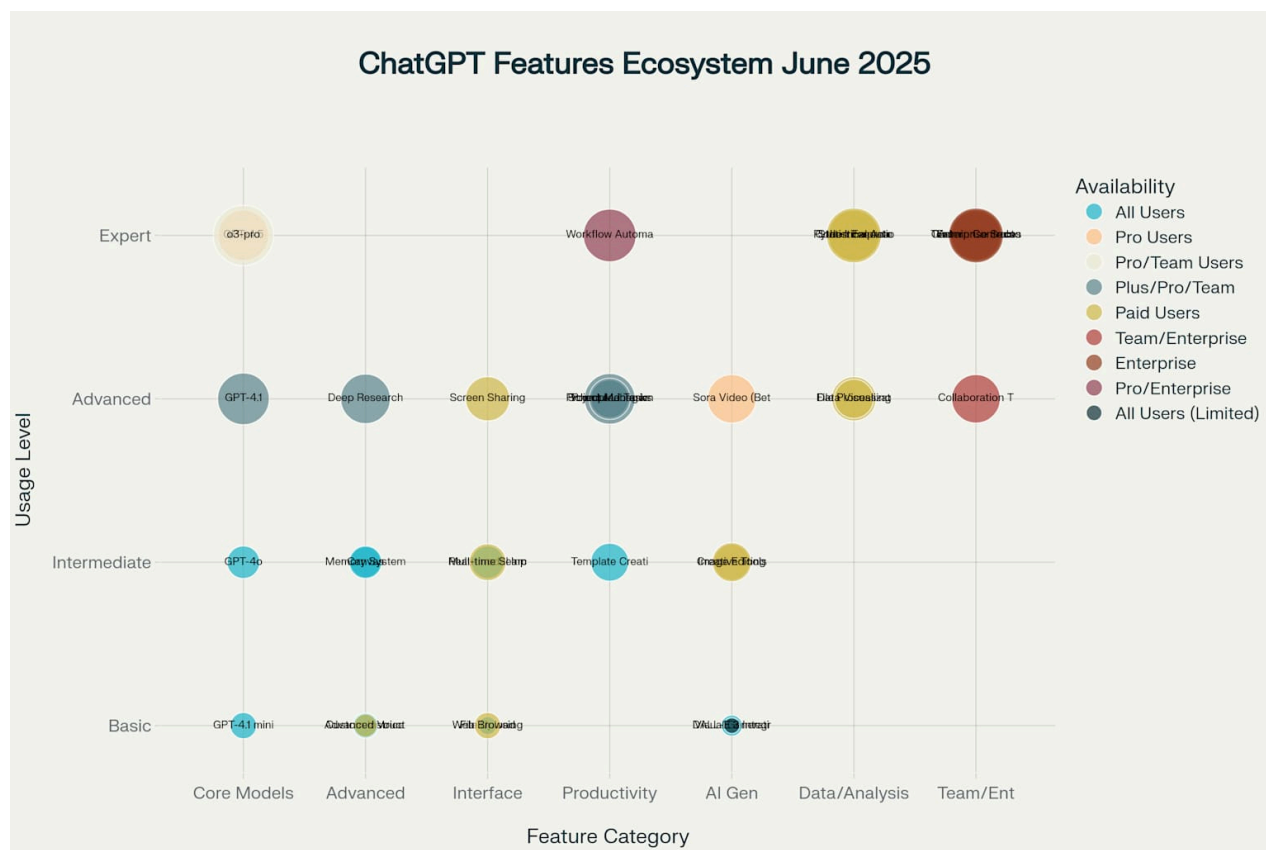 ChatGPT Features Ecosystem June 2025
Availability
All Users
Pro Users
Pro/Team Users
Plus/Pro/Team
Paid Users
Team/Enterprise
Enterprise
Pro/Enterprise
All Users (Limited)
Usage Level
Expert
o3-pro
Workflow Automa
Advanced
GPT-4.1
Deep Research
Screen Sharing
Sora Video (Bet
Collaboration T
Intermediate
GPT-4o
Memory System
Template Creati
Basic
GPT-4.1 mini
Core Models
Advanced
Interface
Productivity
AI Gen
Data/Analysis
Team/Ent
Feature Category